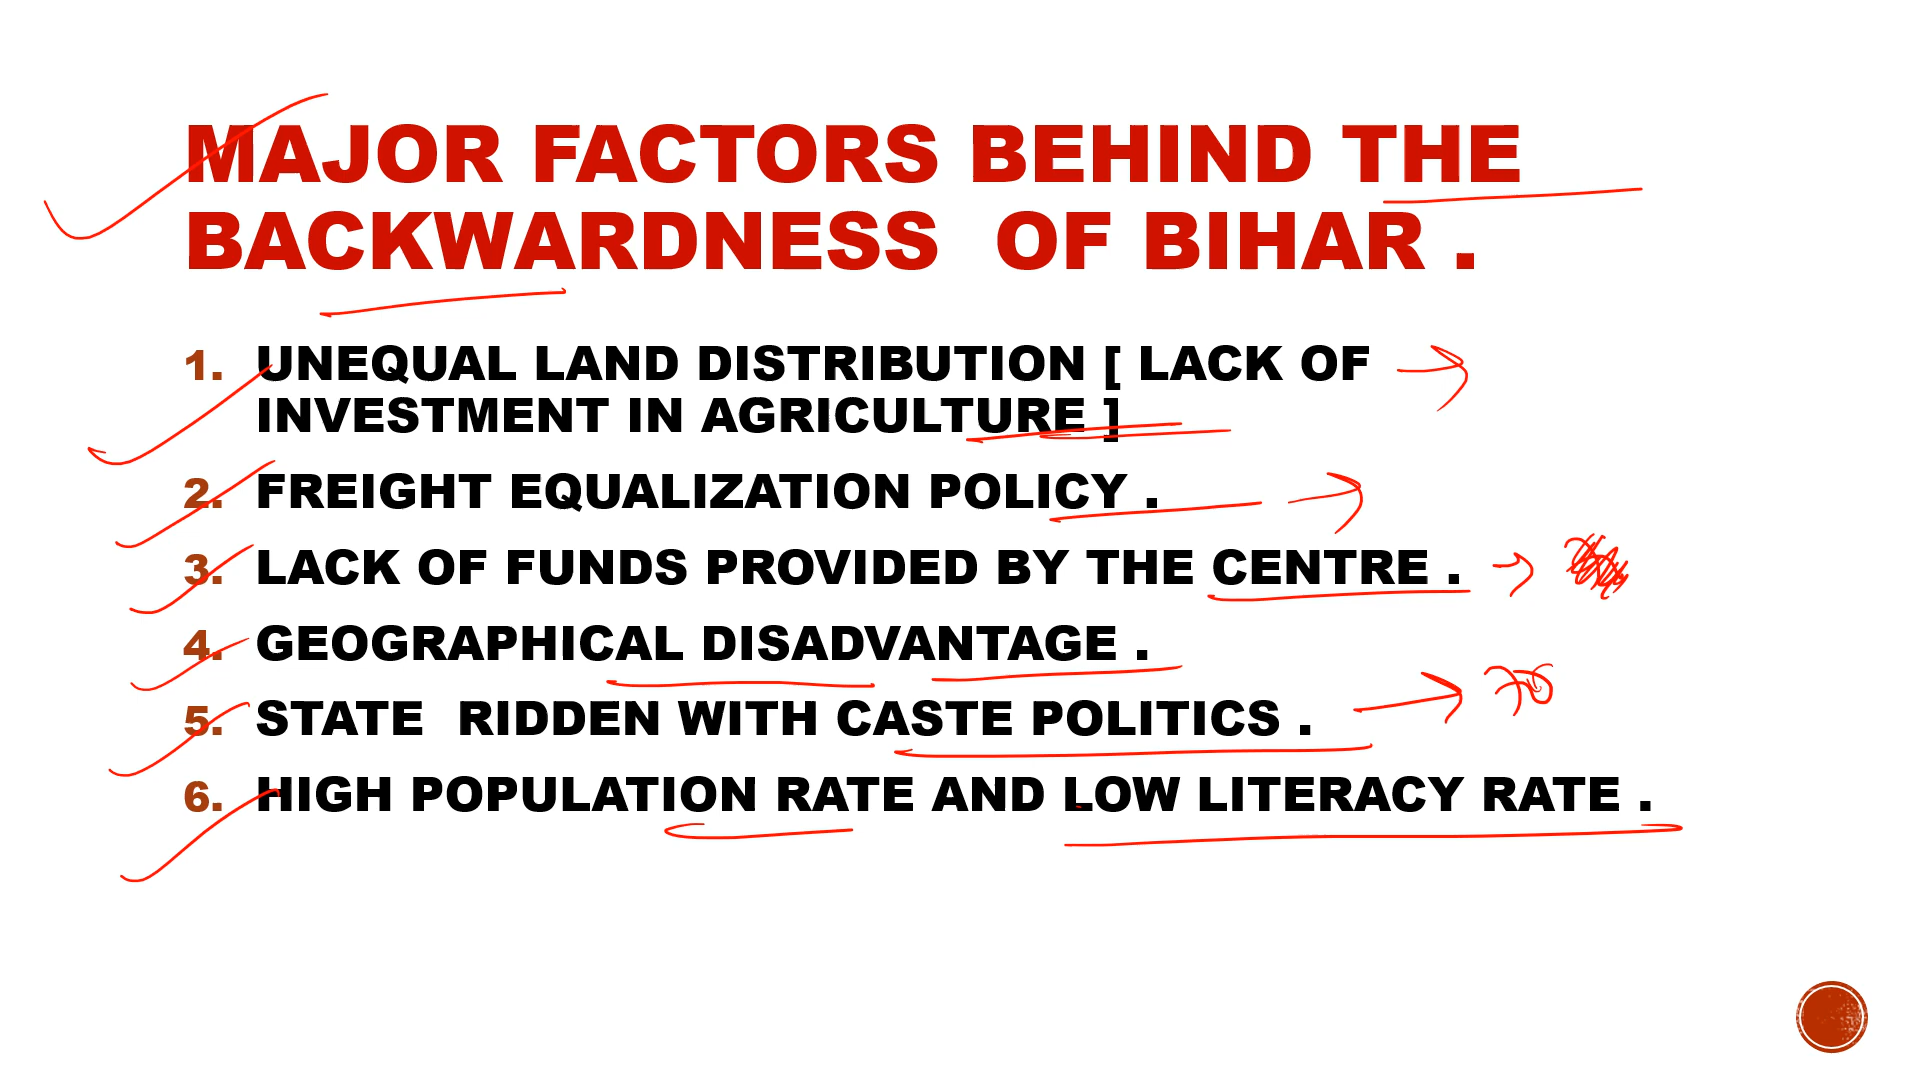 MAJOR FACTORS BEHIND THE
BACKWARDNESS OF BIHAR .
1. UNEQUAL LAND DISTRIBUTION [ LACK OF
INVESTMENT IN AGRICULTURE ]
2. FREIGHT EQUALIZATION POLICY .
3. LACK OF FUNDS PROVIDED BY THE CENTRE .
4. GEOGRAPHICAL DISADVANTAGE .
5. STATE RIDDEN WITH CASTE POLITICS .
6. HIGH POPULATION RATE AND LOW LITERACY RATE .